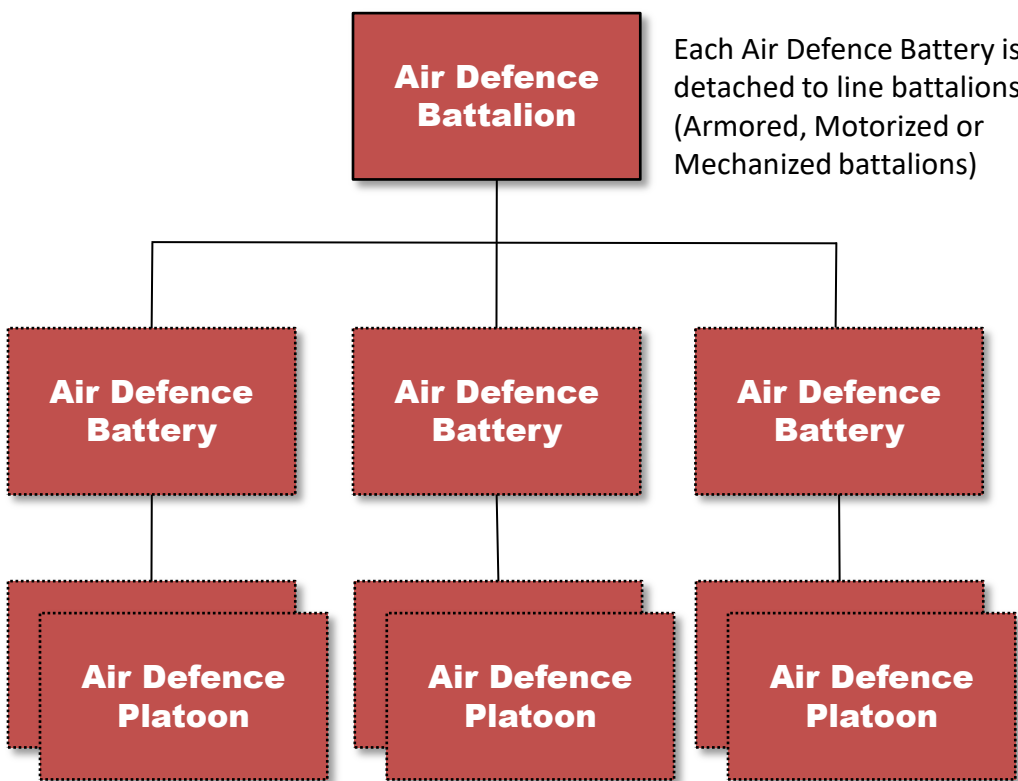 Air Defence
Battalion
Each Air Defence Battery is
detached to line battalions
(Armored, Motorized or
Mechanized battalions)
Air Defence
Battery
Air Defence
Battery
Air Defence
Battery
Air Defence
Platoon
Air Defence
Platoon
Air Defence
Platoon